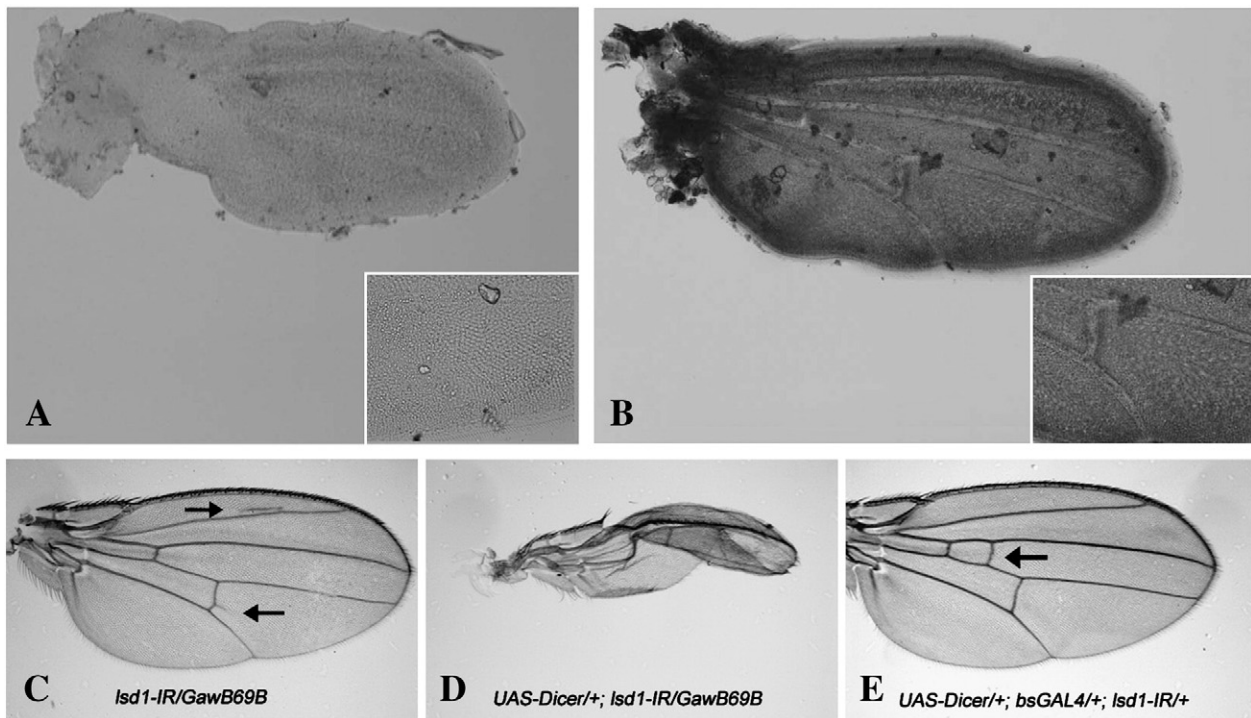 A
B
C
lsd1-IR/GawB69B
D
UAS-Dicer/+; lsd1-IR/GawB69B
E
UAS-Dicer/+; bsGAL4/+; lsd1-IR/+